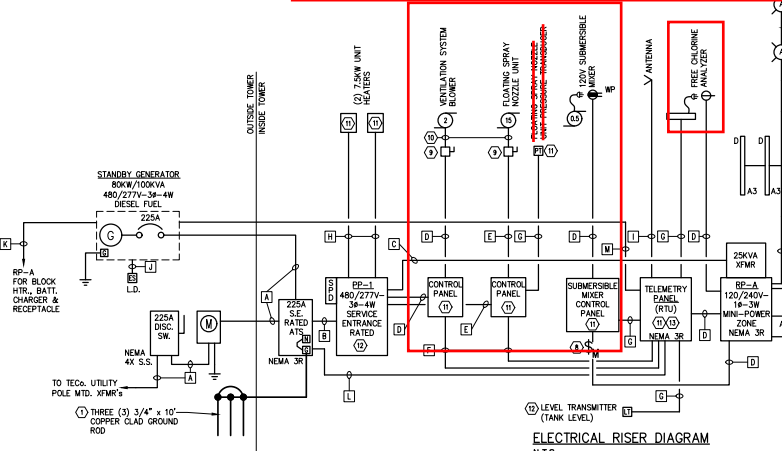 OUTSIDE TOWER
INSIDE TOWER
(2) 7.5KW UNIT
HEATERS
11
11
VENTILATION SYSTEM
BLOWER
2
10
9
FLOATING SPRAY
NOZZLE UNIT
15
9
FLOATING SPRAY NOZZLE
UNIT PRESSURE TRANSDUCER
PT
11
120V SUBMERSIBLE
MIXER
WP
0.5
ANTENNA
FREE CHLORINE
ANALYZER
D
D
A3
A3
STANDBY GENERATOR
80KW/100KVA
480/277V-3ø-4W
DIESEL FUEL
225A
G
G
K
J
ES
L.D.
RP-A
FOR BLOCK
HTR., BATT.
CHARGER &
RECEPTACLE
H
C
D
E
G
D
M
I
G
D
25KVA
XFMR
A
SPD
PP-1
480/277V-
3ø-4W
SERVICE
ENTRANCE
RATED
12
CONTROL
PANEL
11
CONTROL
PANEL
11
SUBMERSIBLE
MIXER
CONTROL
PANEL
11
TELEMETRY
PANEL
(RTU)
11
13
NEMA 3R
RP-A
120/240V-
1ø-3W
MINI-POWER
ZONE
NEMA 3R
225A
DISC.
SW.
NEMA
4X S.S.
M
225A
S.E.
RATED
ATS
N
G
NEMA 3R
B
D
E
F
8
M
G
D
D
A
L
G
TO TECo. UTILITY
POLE MTD. XFMR's
1
THREE (3) 3/4" x 10'
COPPER CLAD GROUND
ROD
12
LEVEL TRANSMITTER
(TANK LEVEL)
LT
ELECTRICAL RISER DIAGRAM